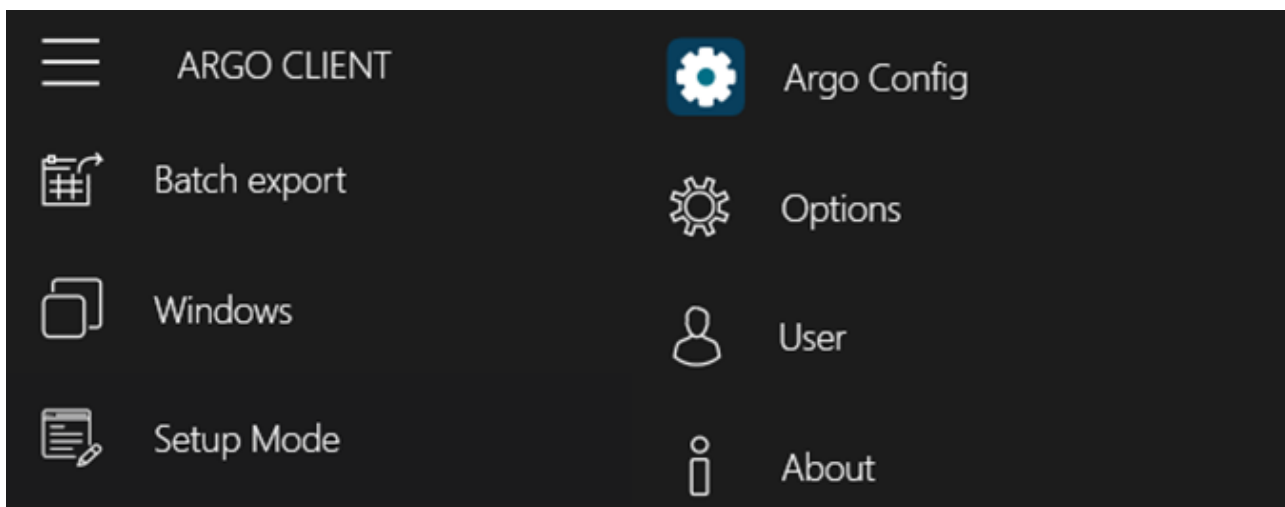 ARGO CLIENT
Batch export
Windows
Setup Mode
Argo Config
Options
User
About